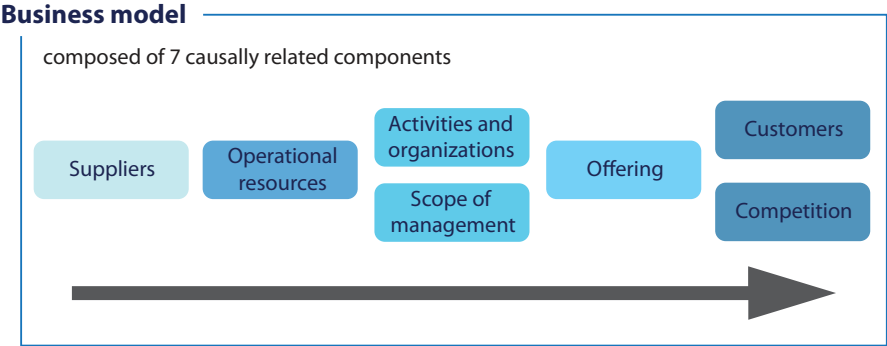 Business model
composed of 7 causally related components
Suppliers
Operational
resources
Activities and
organizations
Scope of
management
Offering
Customers
Competition